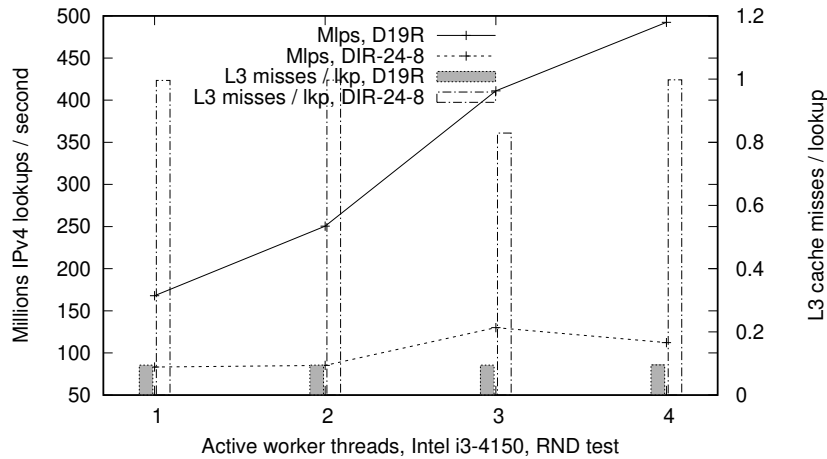 Mlps, D19R
Mlps, DIR-24-8
L3 misses / lkp, D19R
L3 misses / lkp, DIR-24-8
Millions IPv4 lookups / second
500
450
400
350
300
250
200
150
100
50
L3 cache misses / lookup
1.2
1
0.8
0.6
0.4
0.2
0
1 2 3 4
Active worker threads, Intel i3-4150, RND test